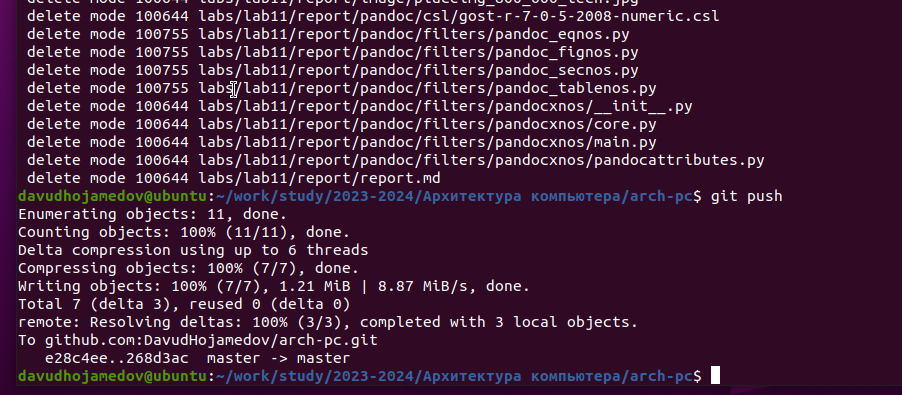 delete mode 100644 labs/lab11/report/image/placeimg_800_600_tech.jpg
delete mode 100644 labs/lab11/report/pandoc/csl/gost-r-7-0-5-2008-numeric.csl
delete mode 100755 labs/lab11/report/pandoc/filters/pandoc_eqnos.py
delete mode 100755 labs/lab11/report/pandoc/filters/pandoc_fignos.py
delete mode 100755 labs/lab11/report/pandoc/filters/pandoc_secnos.py
delete mode 100755 labs/lab11/report/pandoc/filters/pandoc_tablenos.py
delete mode 100644 labs/lab11/report/pandoc/filters/pandocxnos/__init__.py
delete mode 100644 labs/lab11/report/pandoc/filters/pandocxnos/core.py
delete mode 100644 labs/lab11/report/pandoc/filters/pandocxnos/main.py
delete mode 100644 labs/lab11/report/pandoc/filters/pandocxnos/pandocattributes.py
delete mode 100644 labs/lab11/report/report.md
davudhojamedov@ubuntu:~/work/study/2023-2024/Архитектура компьютера/arch-pc$ git push
Enumerating objects: 11, done.
Counting objects: 100% (11/11), done.
Delta compression using up to 6 threads
Compressing objects: 100% (7/7), done.
Writing objects: 100% (7/7), 1.21 MiB | 8.87 MiB/s, done.
Total 7 (delta 3), reused 0 (delta 0)
remote: Resolving deltas: 100% (3/3), completed with 3 local objects.
To github.com:DavudHojamedov/arch-pc.git
e28c4ee..268d3ac  master -> master
davudhojamedov@ubuntu:~/work/study/2023-2024/Архитектура компьютера/arch-pc$